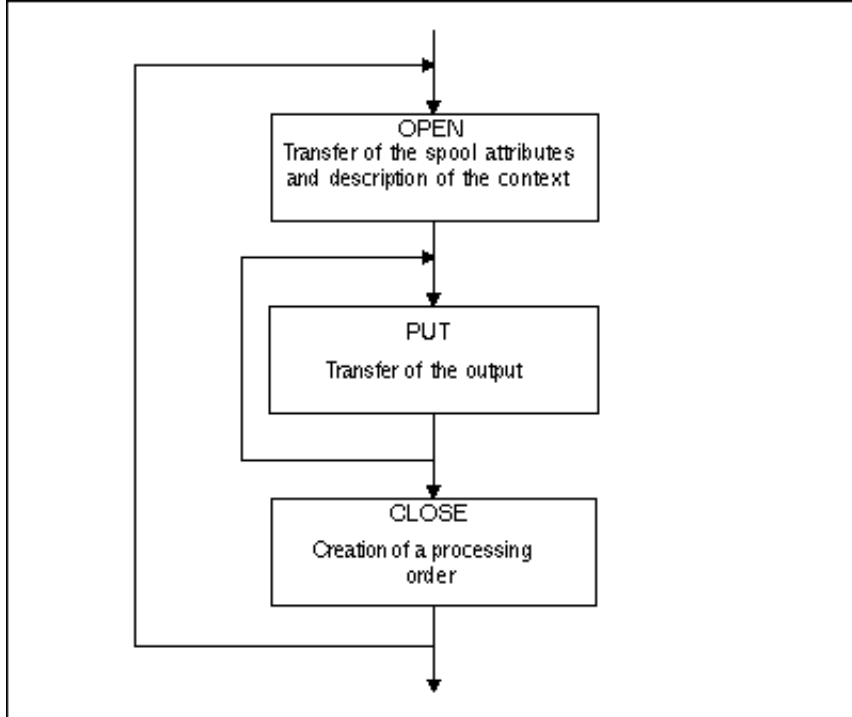 OPEN
Transfer of the spool attributes
and description of the context
PUT
Transfer of the output
CLOSE
Creation of a processing
order